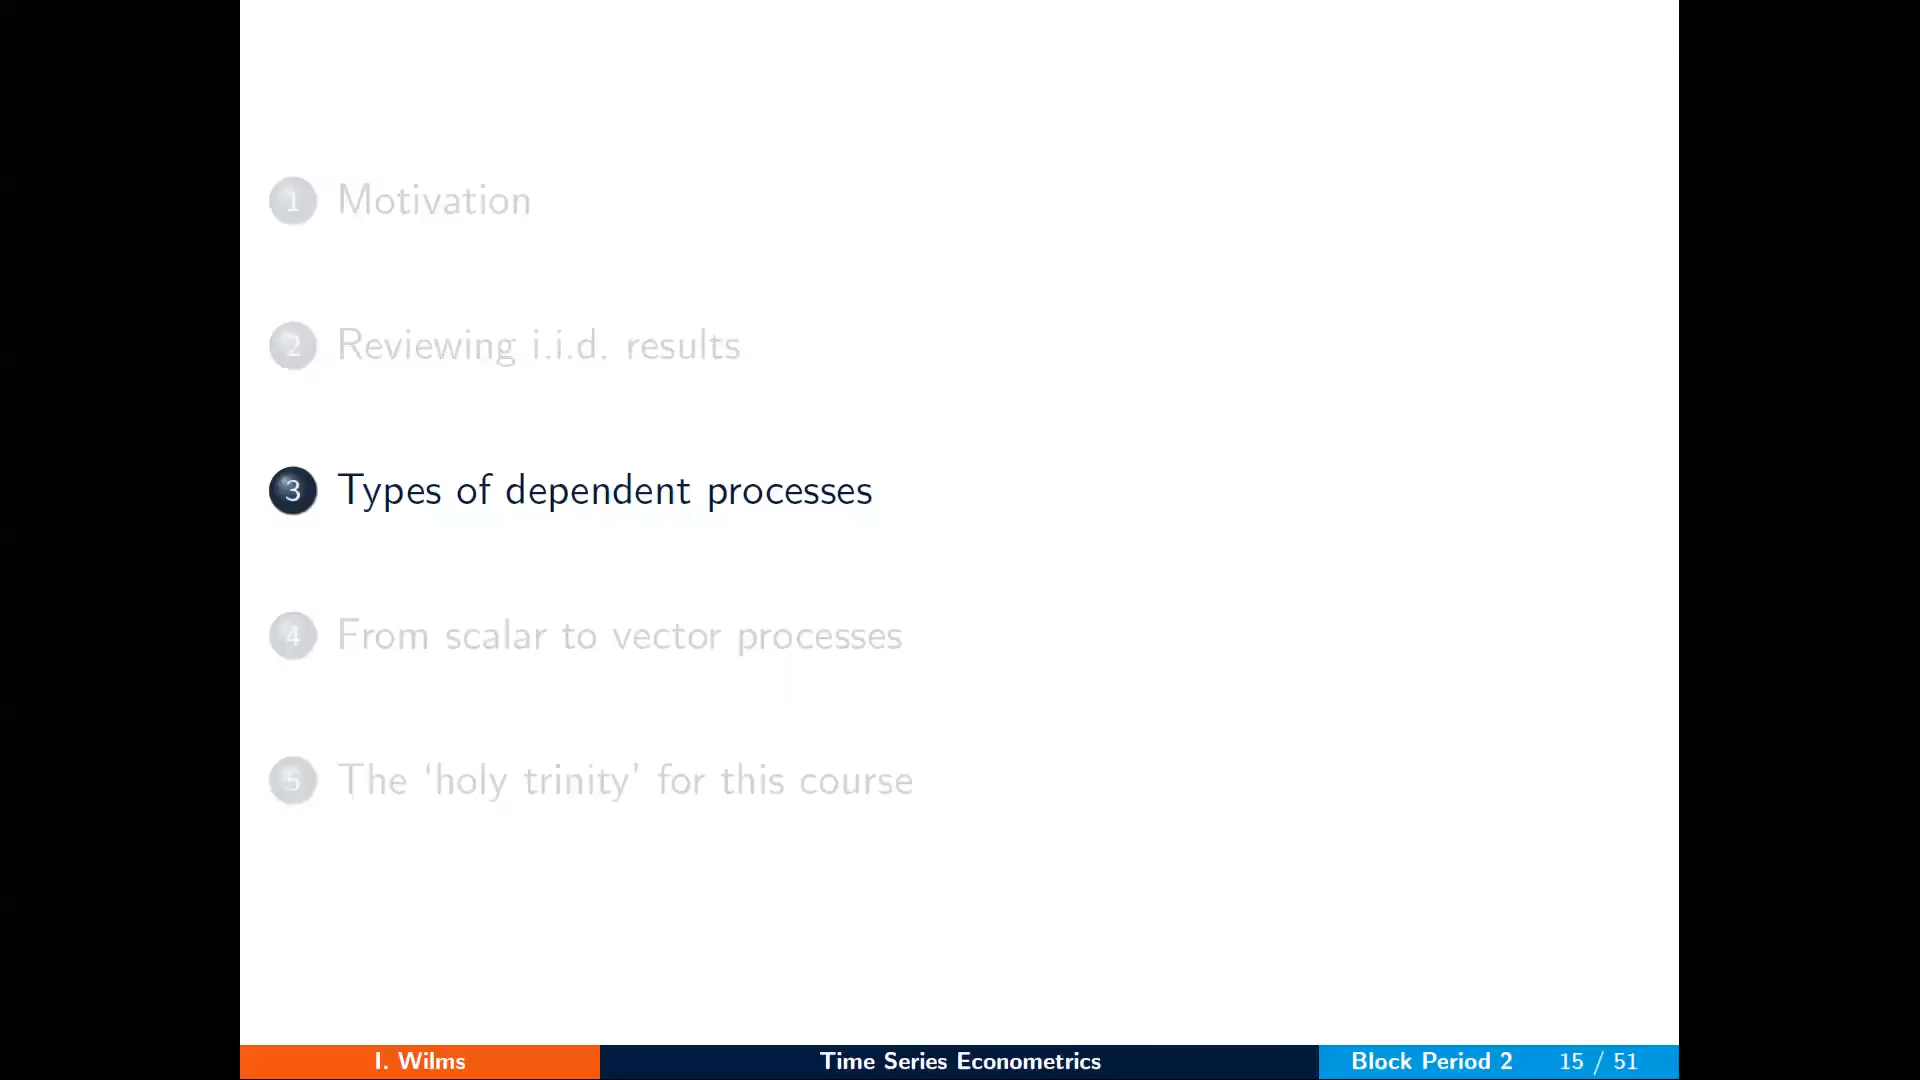 1 Motivation
2 Reviewing i.i.d. results
3 Types of dependent processes
4 From scalar to vector processes
5 The ‘holy trinity’ for this course
I. Wilms Time Series Econometrics Block Period 2 15 / 51